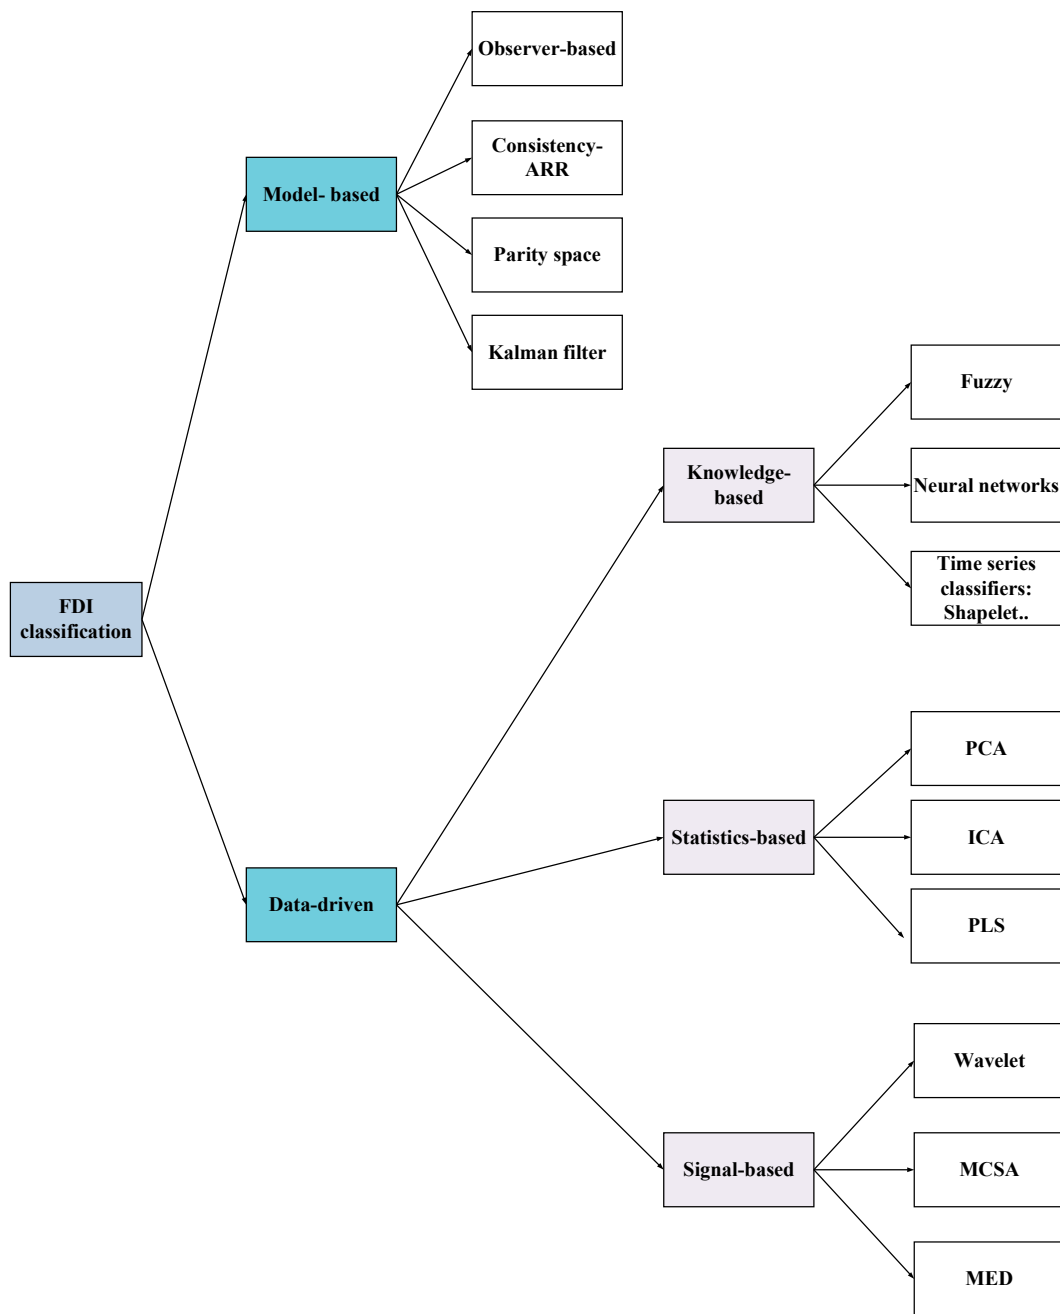 Observer-based
Consistency-
ARR
Model- based
Parity space
Kalman filter
Fuzzy
Knowledge-
based
Neural networks
Time series
classifiers:
Shapelet..
FDI
classification
PCA
Statistics-based
ICA
Data-driven
PLS
Wavelet
Signal-based
MCSA
MED